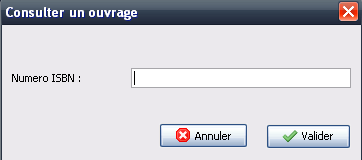 Consulter un ouvrage
Numero ISBN :
Annuler
Valider